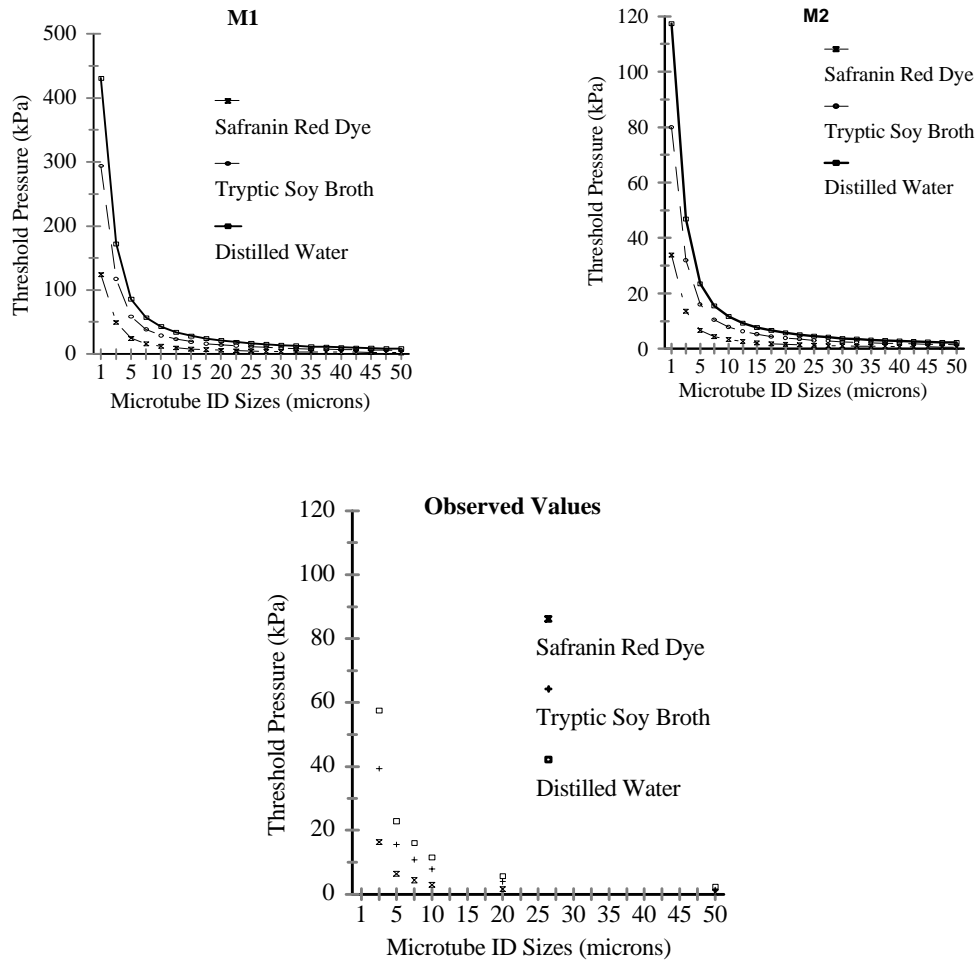 M1
Threshold Pressure (kPa)
500
400
300
200
100
0
Safranin Red Dye
Tryptic Soy Broth
Distilled Water
1 5 10 15 20 25 30 35 40 45 50
Microtube ID Sizes (microns)
M2
Threshold Pressure (kPa)
120
100
80
60
40
20
0
Safranin Red Dye
Tryptic Soy Broth
Distilled Water
1 5 10 15 20 25 30 35 40 45 50
Microtube ID Sizes (microns)
Observed Values
Threshold Pressure (kPa)
120
100
80
60
40
20
0
Safranin Red Dye
Tryptic Soy Broth
Distilled Water
1 5 10 15 20 25 30 35 40 45 50
Microtube ID Sizes (microns)